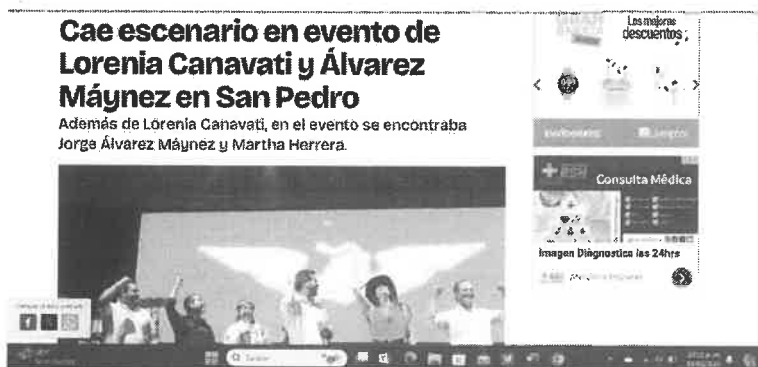 Cae escenario en evento de
Lorenia Canavati y Álvarez
Máynez en San Pedro
Además de Lorenia Canavati, en el evento se encontraba
Jorge Álvarez Máynez y Martha Herrera.
Los mejores
descuentos
Consulta Médica
Imagen Diagnostica las 24hrs